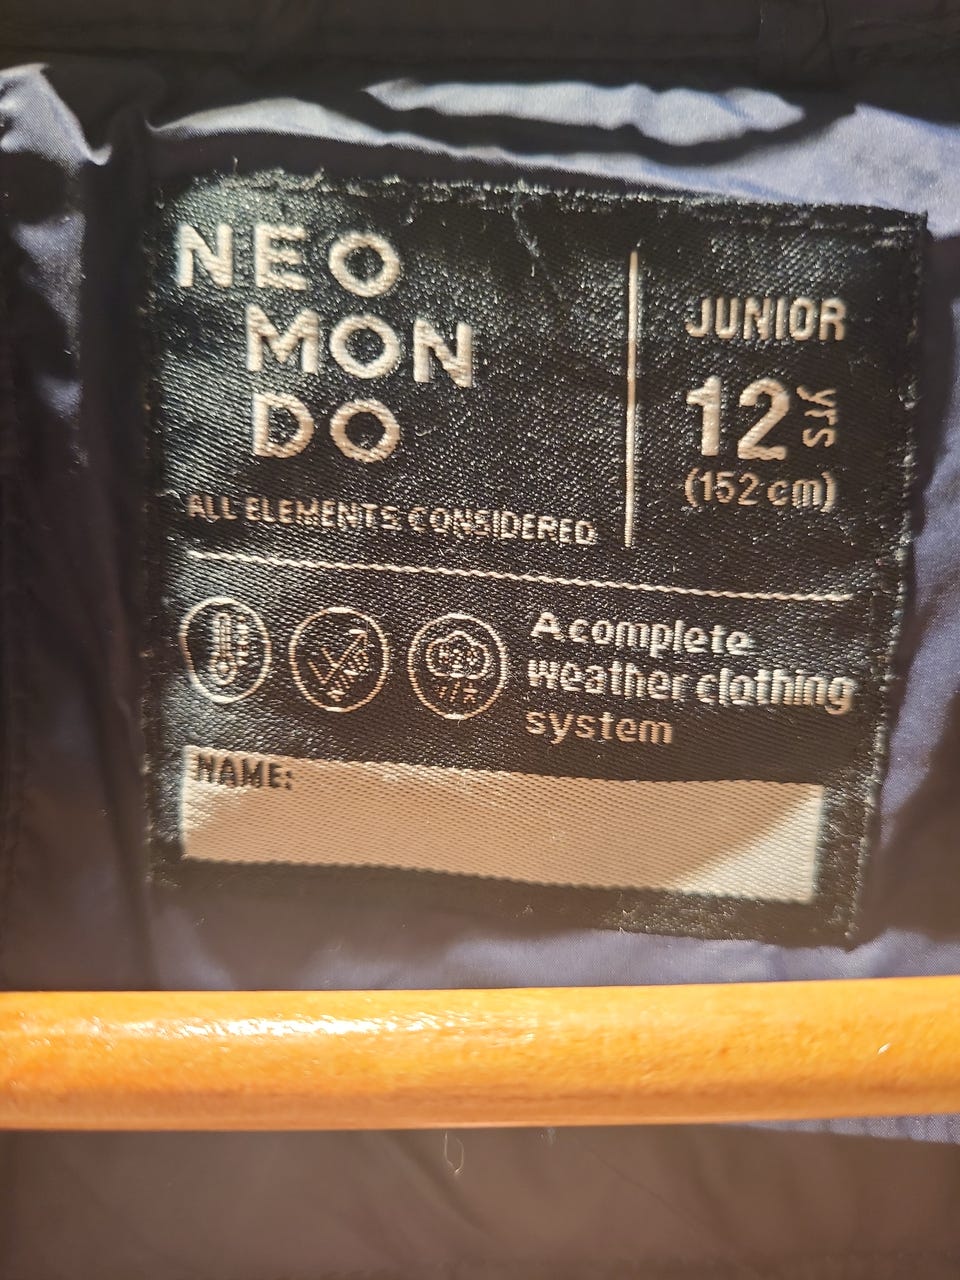 NEO
MON
DO
ALL ELEMENTS CONSIDERED
JUNIOR
12 YRS
(152 cm)
A complete
weather clothing
system
NAME: